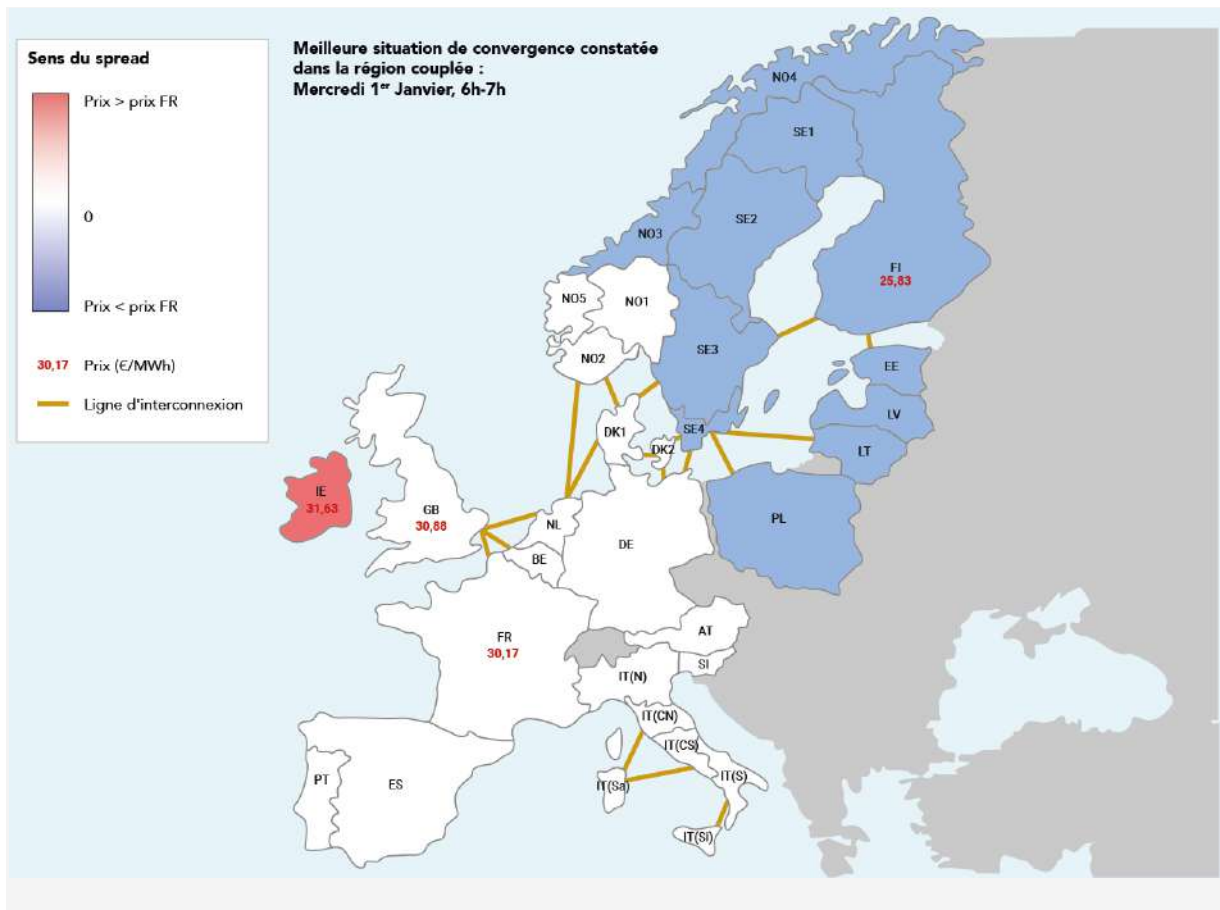 Sens du spread
Prix > prix FR
0
Prix < prix FR
30,17 Prix (€/MWh)
Ligne d'interconnexion
Meilleure situation de convergence constatée
dans la région couplée :
Mercredi 1er Janvier, 6h-7h
NO4
SE1
SE2
NO3
FI
25,83
NO5
NO1
NO2
SE3
EE
LV
DK1
SE4
DK2
LT
IE
31,63
GB
30,88
NL
PL
DE
BE
FR
30,17
AT
SI
IT(N)
IT(CN)
IT(CS)
PT
ES
IT(Sa)
IT(S)
IT(SI)